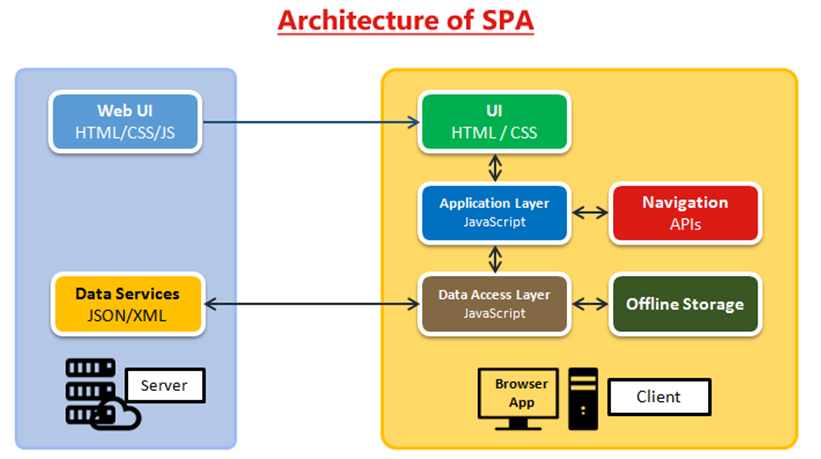 Architecture of SPA
Web UI
HTML/CSS/JS
Data Services
JSON/XML
Server
UI
HTML / CSS
Application Layer
JavaScript
Navigation
APIs
Data Access Layer
JavaScript
Offline Storage
Browser
App
Client